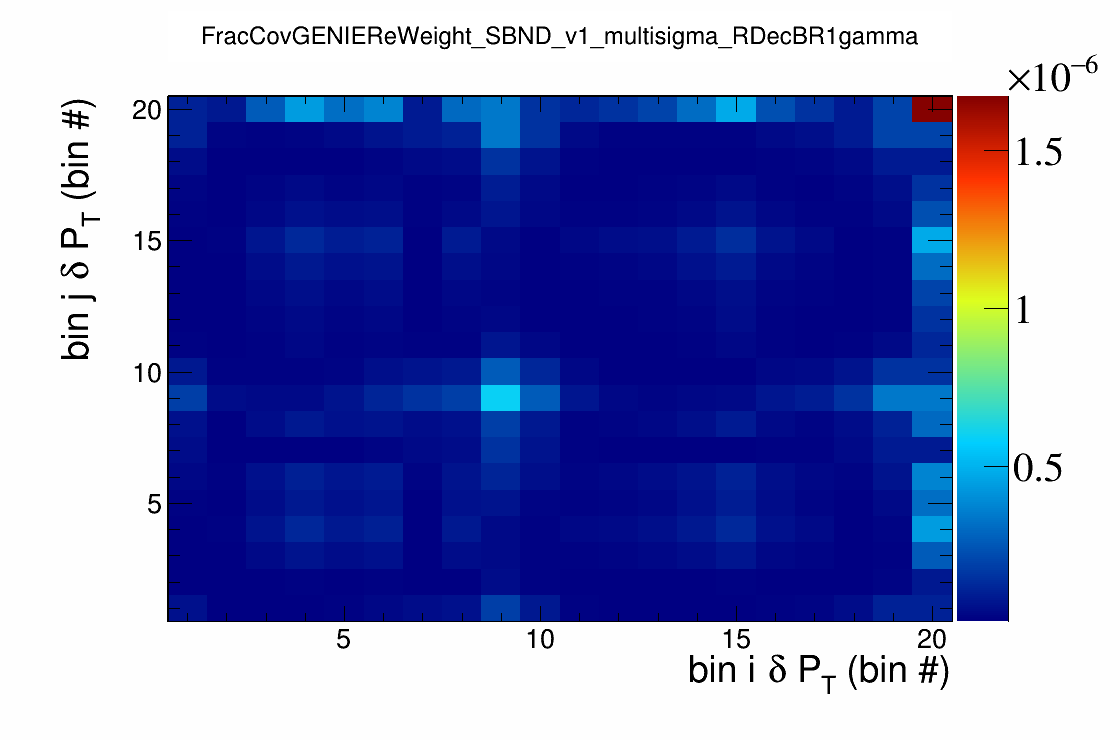 FracCovGENIEReWeight_SBND_v1_multisigma_RDecBR1gamma
×10⁻⁶
20
15
10
5
bin j δ P_T (bin #)
1.5
1
0.5
5 10 15 20
bin i δ P_T (bin #)